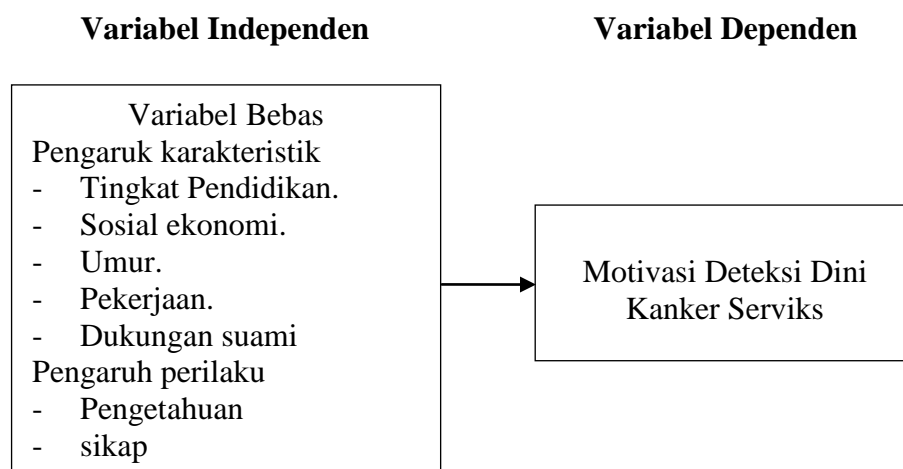 Variabel Independen
Variabel Dependen
Variabel Bebas
Pengaruk karakteristik
- Tingkat Pendidikan.
- Sosial ekonomi.
- Umur.
- Pekerjaan.
- Dukungan suami
Pengaruh perilaku
- Pengetahuan
- sikap
Motivasi Deteksi Dini
Kanker Serviks